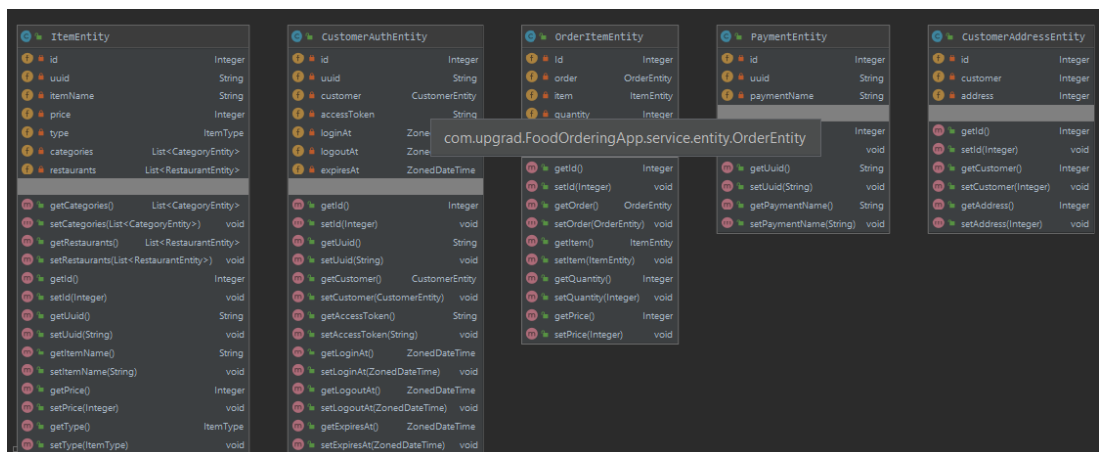 ItemEntity
id Integer
uuid String
itemName String
price Integer
type ItemType
categories List<CategoryEntity>
restaurants List<RestaurantEntity>
getCategories() List<CategoryEntity>
setCategories(List<CategoryEntity>) void
getRestaurants() List<RestaurantEntity>
setRestaurants(List<RestaurantEntity>) void
getId() Integer
setId(Integer) void
getUuid() String
setUuid(String) void
getItemName() String
setItemName(String) void
getPrice() Integer
setPrice(Integer) void
getType() ItemType
setType(ItemType) void
CustomerAuthEntity
id Integer
uuid String
customer CustomerEntity
accessToken String
loginAt Zoned
logoutAt Zone
expiresAt ZonedDateTime
getId() Integer
setId(Integer) void
getUuid() String
setUuid(String) void
getCustomer() CustomerEntity
setCustomer(CustomerEntity) void
getAccessToken() String
setAccessToken(String) void
getLoginAt() ZonedDateTime
setLoginAt(ZonedDateTime) void
getLogoutAt() ZonedDateTime
setLogoutAt(ZonedDateTime) void
getExpiresAt() ZonedDateTime
setExpiresAt(ZonedDateTime) void
com.upgrad.FoodOrderingApp.service.entity.OrderEntity
OrderItemEntity
Id Integer
order OrderEntity
item ItemEntity
quantity Integer
getId() Integer
setId(Integer) void
getOrder() OrderEntity
setOrder(OrderEntity) void
getItem() ItemEntity
setItem(ItemEntity) void
getQuantity() Integer
setQuantity(Integer) void
getPrice() Integer
setPrice(Integer) void
PaymentEntity
id Integer
uuid String
paymentName String
Integer
void
getUuid() String
setUuid(String) void
getPaymentName() String
setPaymentName(String) void
CustomerAddressEntity
id Integer
customer Integer
address Integer
getId() Integer
setId(Integer) void
getCustomer() Integer
setCustomer(Integer) void
getAddress() Integer
setAddress(Integer) void